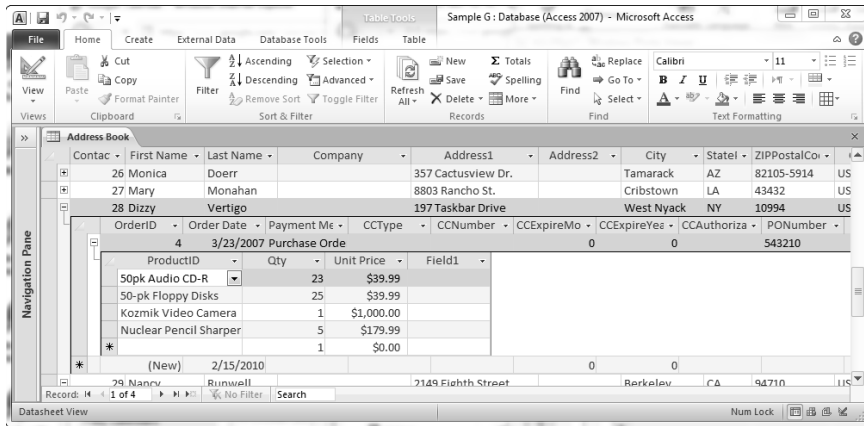 Table Tools
Sample G : Database (Access 2007) - Microsoft Access
File Home Create External Data Database Tools Fields Table
View
Views
Paste
Cut
Copy
Format Painter
Clipboard
Filter
Ascending
Descending
Remove Sort
Selection
Advanced
Toggle Filter
Sort & Filter
Refresh All
New
Save
Delete
Totals
Spelling
More
Records
Find
Replace
Go To
Select
Find
Calibri 11
B I U
A
Text Formatting
Address Book
Contac First Name Last Name Company Address1 Address2 City StateI ZIPPostalCo
26 Monica Doerr 357 Cactusview Dr. Tamarack AZ 82105-5914 US
27 Mary Monahan 8803 Rancho St. Cribstown LA 43432 US
28 Dizzy Vertigo 197 Taskbar Drive West Nyack NY 10994 US
OrderID Order Date Payment Me CCType CCNumber CCExpireMo CCExpireYea CCAuthoriza PONumber
4 3/23/2007 Purchase Orde 0 0 543210
ProductID Qty Unit Price Field1
50pk Audio CD-R 23 $39.99
50-pk Floppy Disks 25 $39.99
Kozmik Video Camera 1 $1,000.00
Nuclear Pencil Sharper 5 $179.99
1 $0.00
(New) 2/15/2010 0 0
29 Nancy Runwell 2149 Eighth Street Berkeley CA 94710 US
Navigation Pane
Record: 1 of 4 No Filter Search
Datasheet View Num Lock